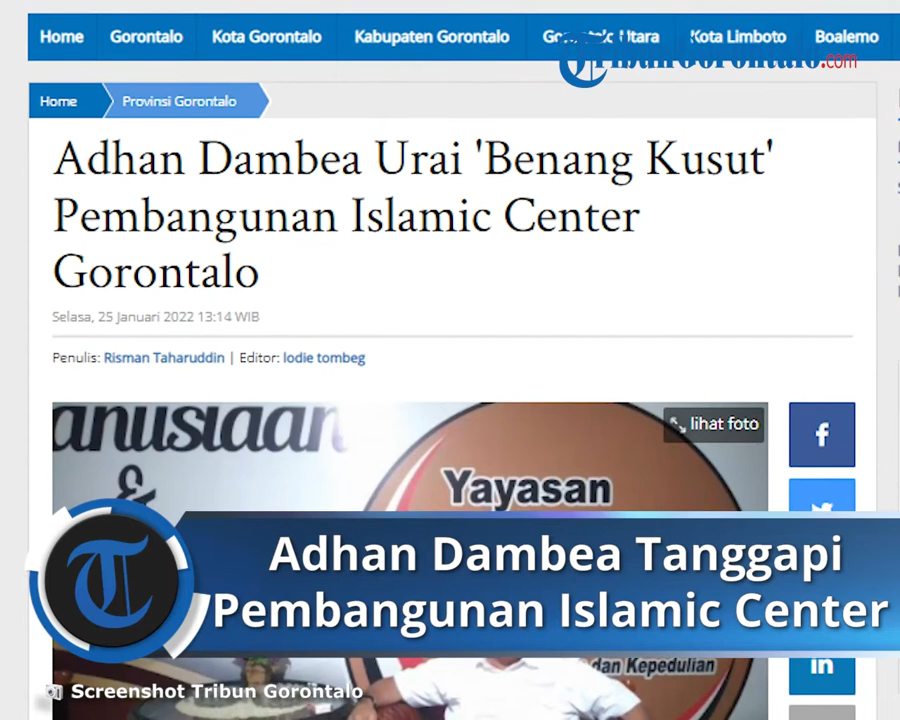 Home Gorontalo Kota Gorontalo Kabupaten Gorontalo Gorontalo Utara Kota Limboto Boalemo
TribunGorontalo.com
Home Provinsi Gorontalo
Adhan Dambea Urai 'Benang Kusut'
Pembangunan Islamic Center
Gorontalo
Selasa, 25 Januari 2022 13:14 WIB
Penulis: Risman Taharuddin | Editor: lodie tombeg
anusiaan
&
lihat foto
Yayasan
Adhan Dambea Tanggapi
Pembangunan Islamic Center
dan Kepedulian
Screenshot Tribun Gorontalo